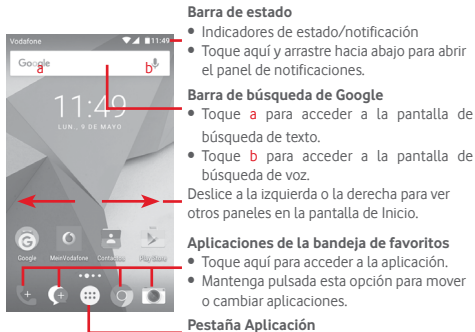 Vodafone
11:49
Google
a
b
11:49
LUN., 9 DE MAYO
Google
MeinVodafone
Contactos
Play Store
Barra de estado
• Indicadores de estado/notificación
• Toque aquí y arrastre hacia abajo para abrir
el panel de notificaciones.
Barra de búsqueda de Google
• Toque a para acceder a la pantalla de
búsqueda de texto.
• Toque b para acceder a la pantalla de
búsqueda de voz.
Deslice a la izquierda o la derecha para ver
otros paneles en la pantalla de Inicio.
Aplicaciones de la bandeja de favoritos
• Toque aquí para acceder a la aplicación.
• Mantenga pulsada esta opción para mover
o cambiar aplicaciones.
Pestaña Aplicación